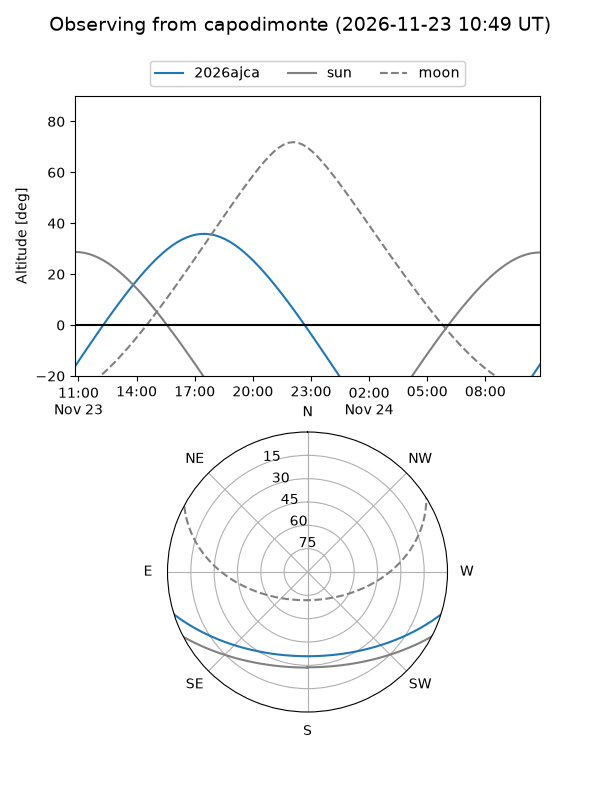 Observing from capodimonte (2026-11-23 10:49 UT)
2026ajca sun moon
Altitude [deg]
80
60
40
20
0
−20
11:00 14:00 17:00 20:00 23:00 02:00 05:00 08:00
Nov 23 Nov 24
N
NE NW
15
30
45
60
75
E W
SE SW
S